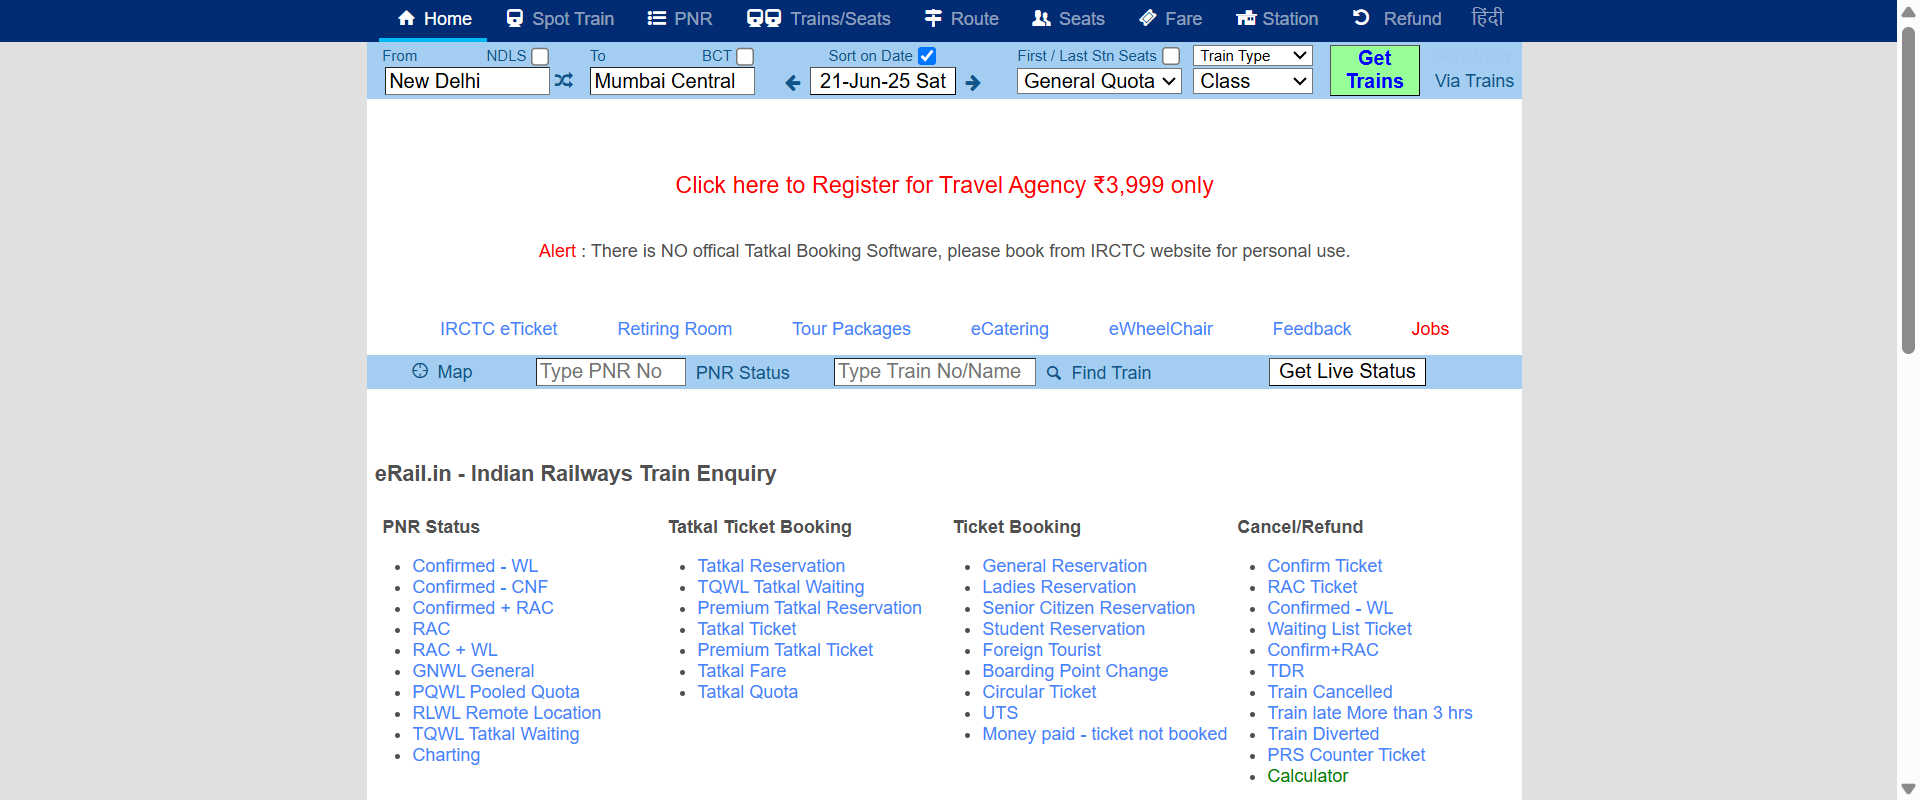 Home Spot Train PNR Trains/Seats Route Seats Fare Station Refund हिंदी
From NDLS To BCT Sort on Date First / Last Stn Seats Train Type Get Trains
New Delhi Mumbai Central 21-Jun-25 Sat General Quota Class Via Trains
Click here to Register for Travel Agency ₹3,999 only
Alert : There is NO offical Tatkal Booking Software, please book from IRCTC website for personal use.
IRCTC eTicket Retiring Room Tour Packages eCatering eWheelChair Feedback Jobs
Map Type PNR No PNR Status Type Train No/Name Find Train Get Live Status
eRail.in - Indian Railways Train Enquiry
PNR Status
Confirmed - WL
Confirmed - CNF
Confirmed + RAC
RAC
RAC + WL
GNWL General
PQWL Pooled Quota
RLWL Remote Location
TQWL Tatkal Waiting
Charting
Tatkal Ticket Booking
Tatkal Reservation
TQWL Tatkal Waiting
Premium Tatkal Reservation
Tatkal Ticket
Premium Tatkal Ticket
Tatkal Fare
Tatkal Quota
Ticket Booking
General Reservation
Ladies Reservation
Senior Citizen Reservation
Student Reservation
Foreign Tourist
Boarding Point Change
Circular Ticket
UTS
Money paid - ticket not booked
Cancel/Refund
Confirm Ticket
RAC Ticket
Confirmed - WL
Waiting List Ticket
Confirm+RAC
TDR
Train Cancelled
Train late More than 3 hrs
Train Diverted
PRS Counter Ticket
Calculator